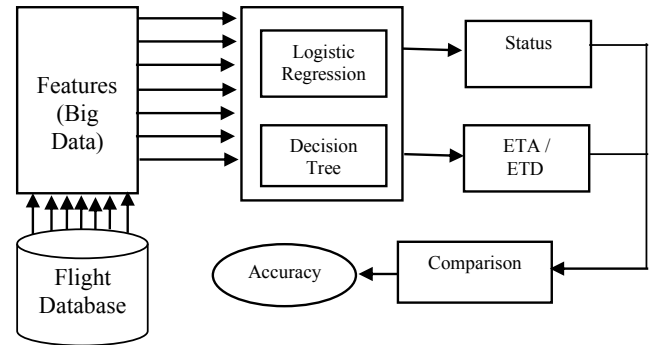 Features
(Big
Data)
Logistic
Regression
Decision
Tree
Status
ETA /
ETD
Flight
Database
Accuracy
Comparison